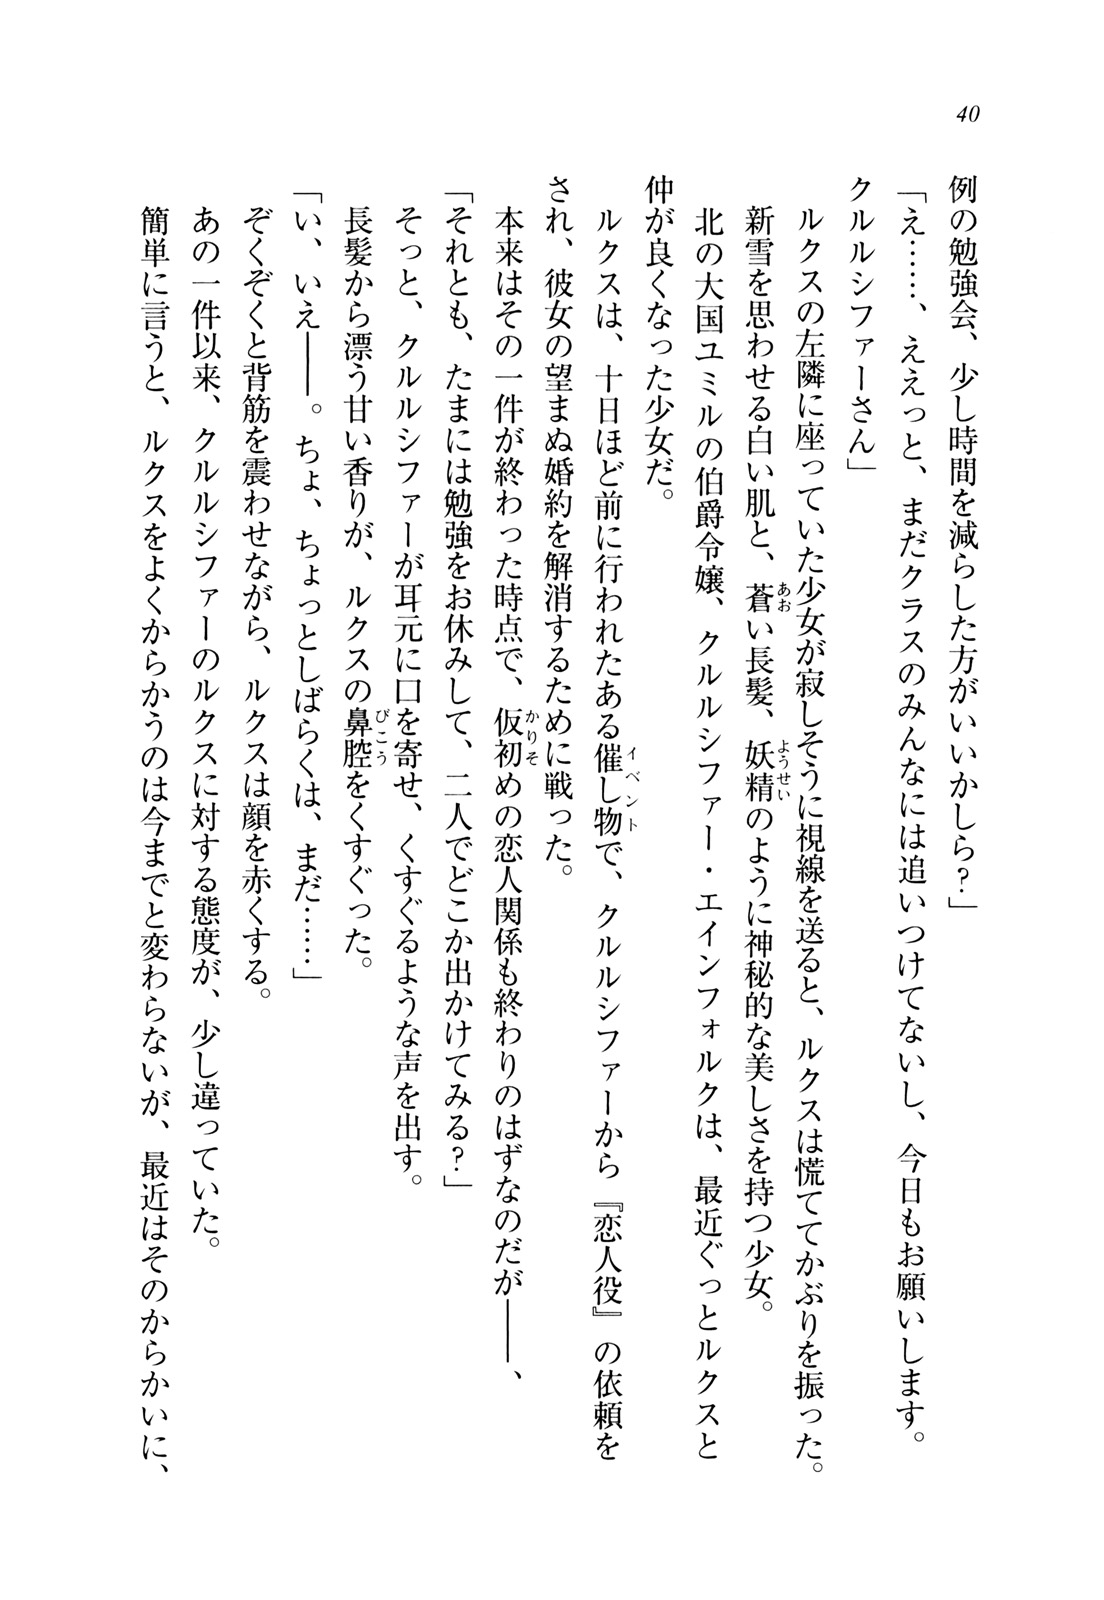 40
例の勉強会、少し時間を減らした方がいいかしら？」
「え……、ええっと、まだクラスのみんなには追いつけてないし、今日もお願いします。
クルルシファーさん」
ルクスの左隣に座っていた少女が寂しそうに視線を送ると、ルクスは慌ててかぶりを振った。
新雪を思わせる白い肌と、蒼い長髪、妖精のように神秘的な美しさを持つ少女。
北の大国ユミルの伯爵令嬢、クルルシファー・エインフォルクは、最近ぐっとルクスと
仲が良くなった少女だ。
ルクスは、十日ほど前に行われたある催し物で、クルルシファーから『恋人役』の依頼を
され、彼女の望まぬ婚約を解消するために戦った。
本来はその一件が終わった時点で、仮初めの恋人関係も終わりのはずなのだが――、
「それとも、たまには勉強をお休みして、二人でどこか出かけてみる？」
そっと、クルルシファーが耳元に口を寄せ、くすぐるような声を出す。
長髪から漂う甘い香りが、ルクスの鼻腔をくすぐった。
「い、いえ――。ちょ、ちょっとしばらくは、まだ……」
ぞくぞくと背筋を震わせながら、ルクスは顔を赤くする。
あの一件以来、クルルシファーのルクスに対する態度が、少し違っていた。
簡単に言うと、ルクスをよくからかうのは今までと変わらないが、最近はそのからかいに、